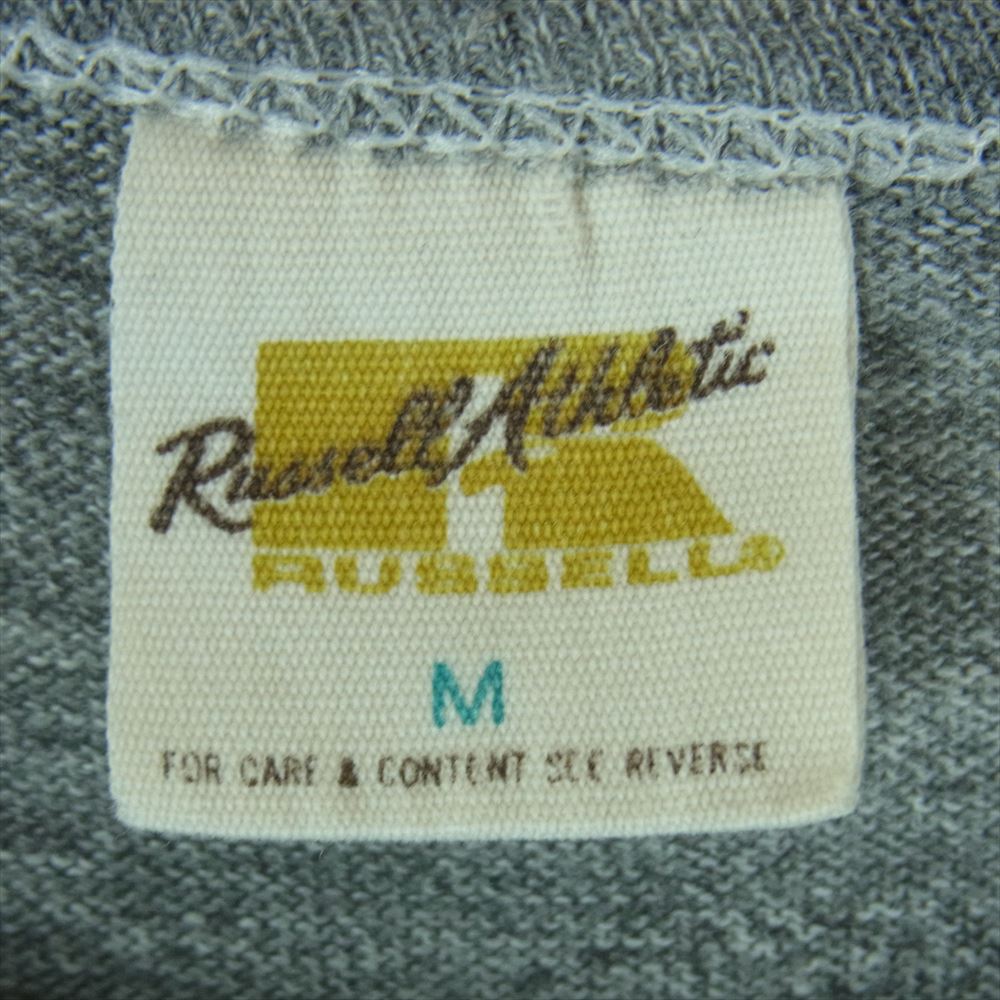 Russell Athletic
R
RUSSELL®
M
FOR CARE & CONTENT SEE REVERSE